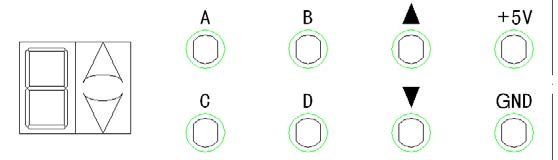 A B ▲ +5V
C D ▼ GND